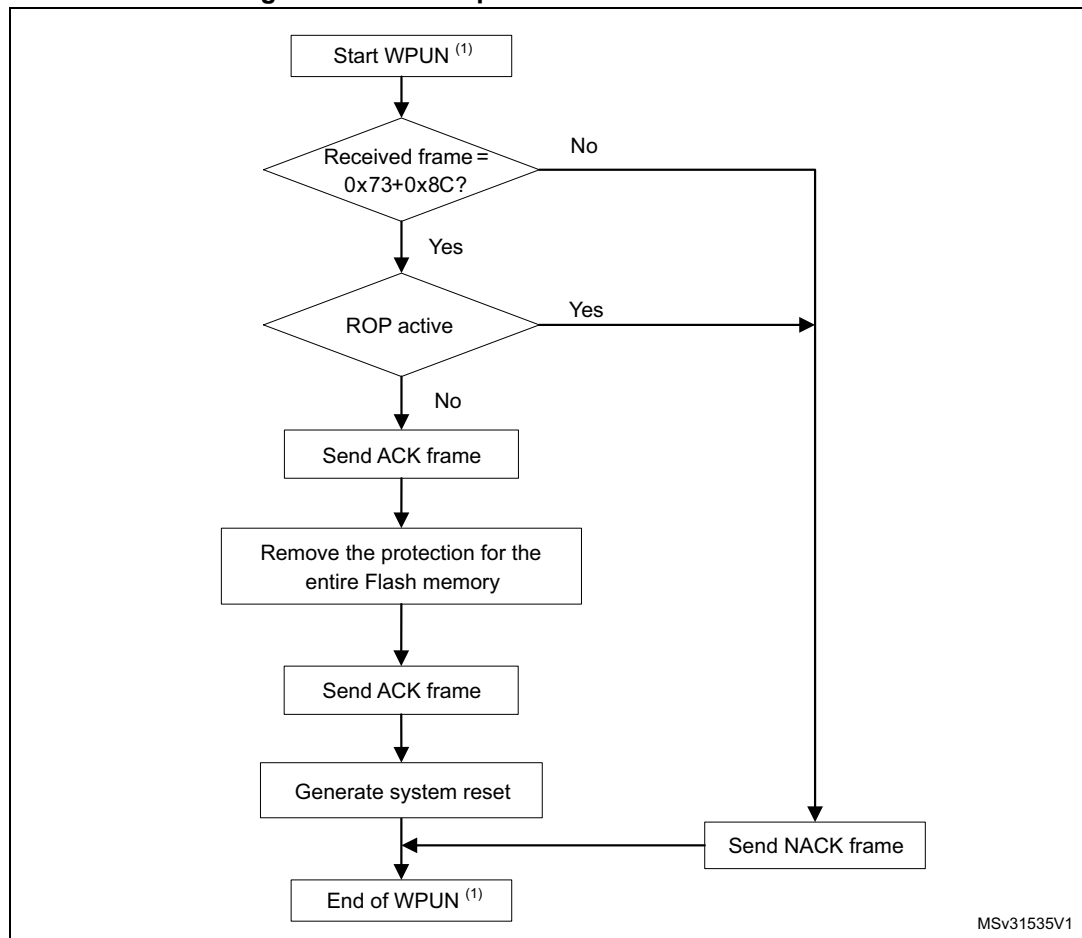 Start WPUN (1)
Received frame =
0x73+0x8C?
No
Yes
ROP active
Yes
No
Send ACK frame
Remove the protection for the
entire Flash memory
Send ACK frame
Generate system reset
Send NACK frame
End of WPUN (1)
MSv31535V1